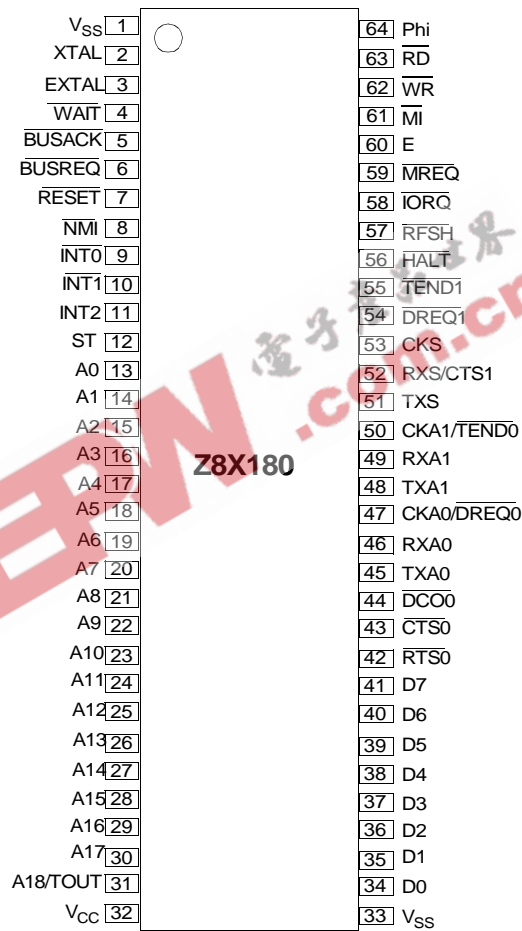 VSS 1
XTAL 2
EXTAL 3
WAIT 4
BUSACK 5
BUSREQ 6
RESET 7
NMI 8
INT0 9
INT1 10
INT2 11
ST 12
A0 13
A1 14
A2 15
A3 16
A4 17
A5 18
A6 19
A7 20
A8 21
A9 22
A10 23
A11 24
A12 25
A13 26
A14 27
A15 28
A16 29
A17 30
A18/TOUT 31
VCC 32
Z8X180
64 Phi
63 RD
62 WR
61 MI
60 E
59 MREQ
58 IORQ
57 RFSH
56 HALT
55 TEND1
54 DREQ1
53 CKS
52 RXS/CTS1
51 TXS
50 CKA1/TEND0
49 RXA1
48 TXA1
47 CKA0/DREQ0
46 RXA0
45 TXA0
44 DCO0
43 CTS0
42 RTS0
41 D7
40 D6
39 D5
38 D4
37 D3
36 D2
35 D1
34 D0
33 VSS
EPW.com.cn
電子產品世界